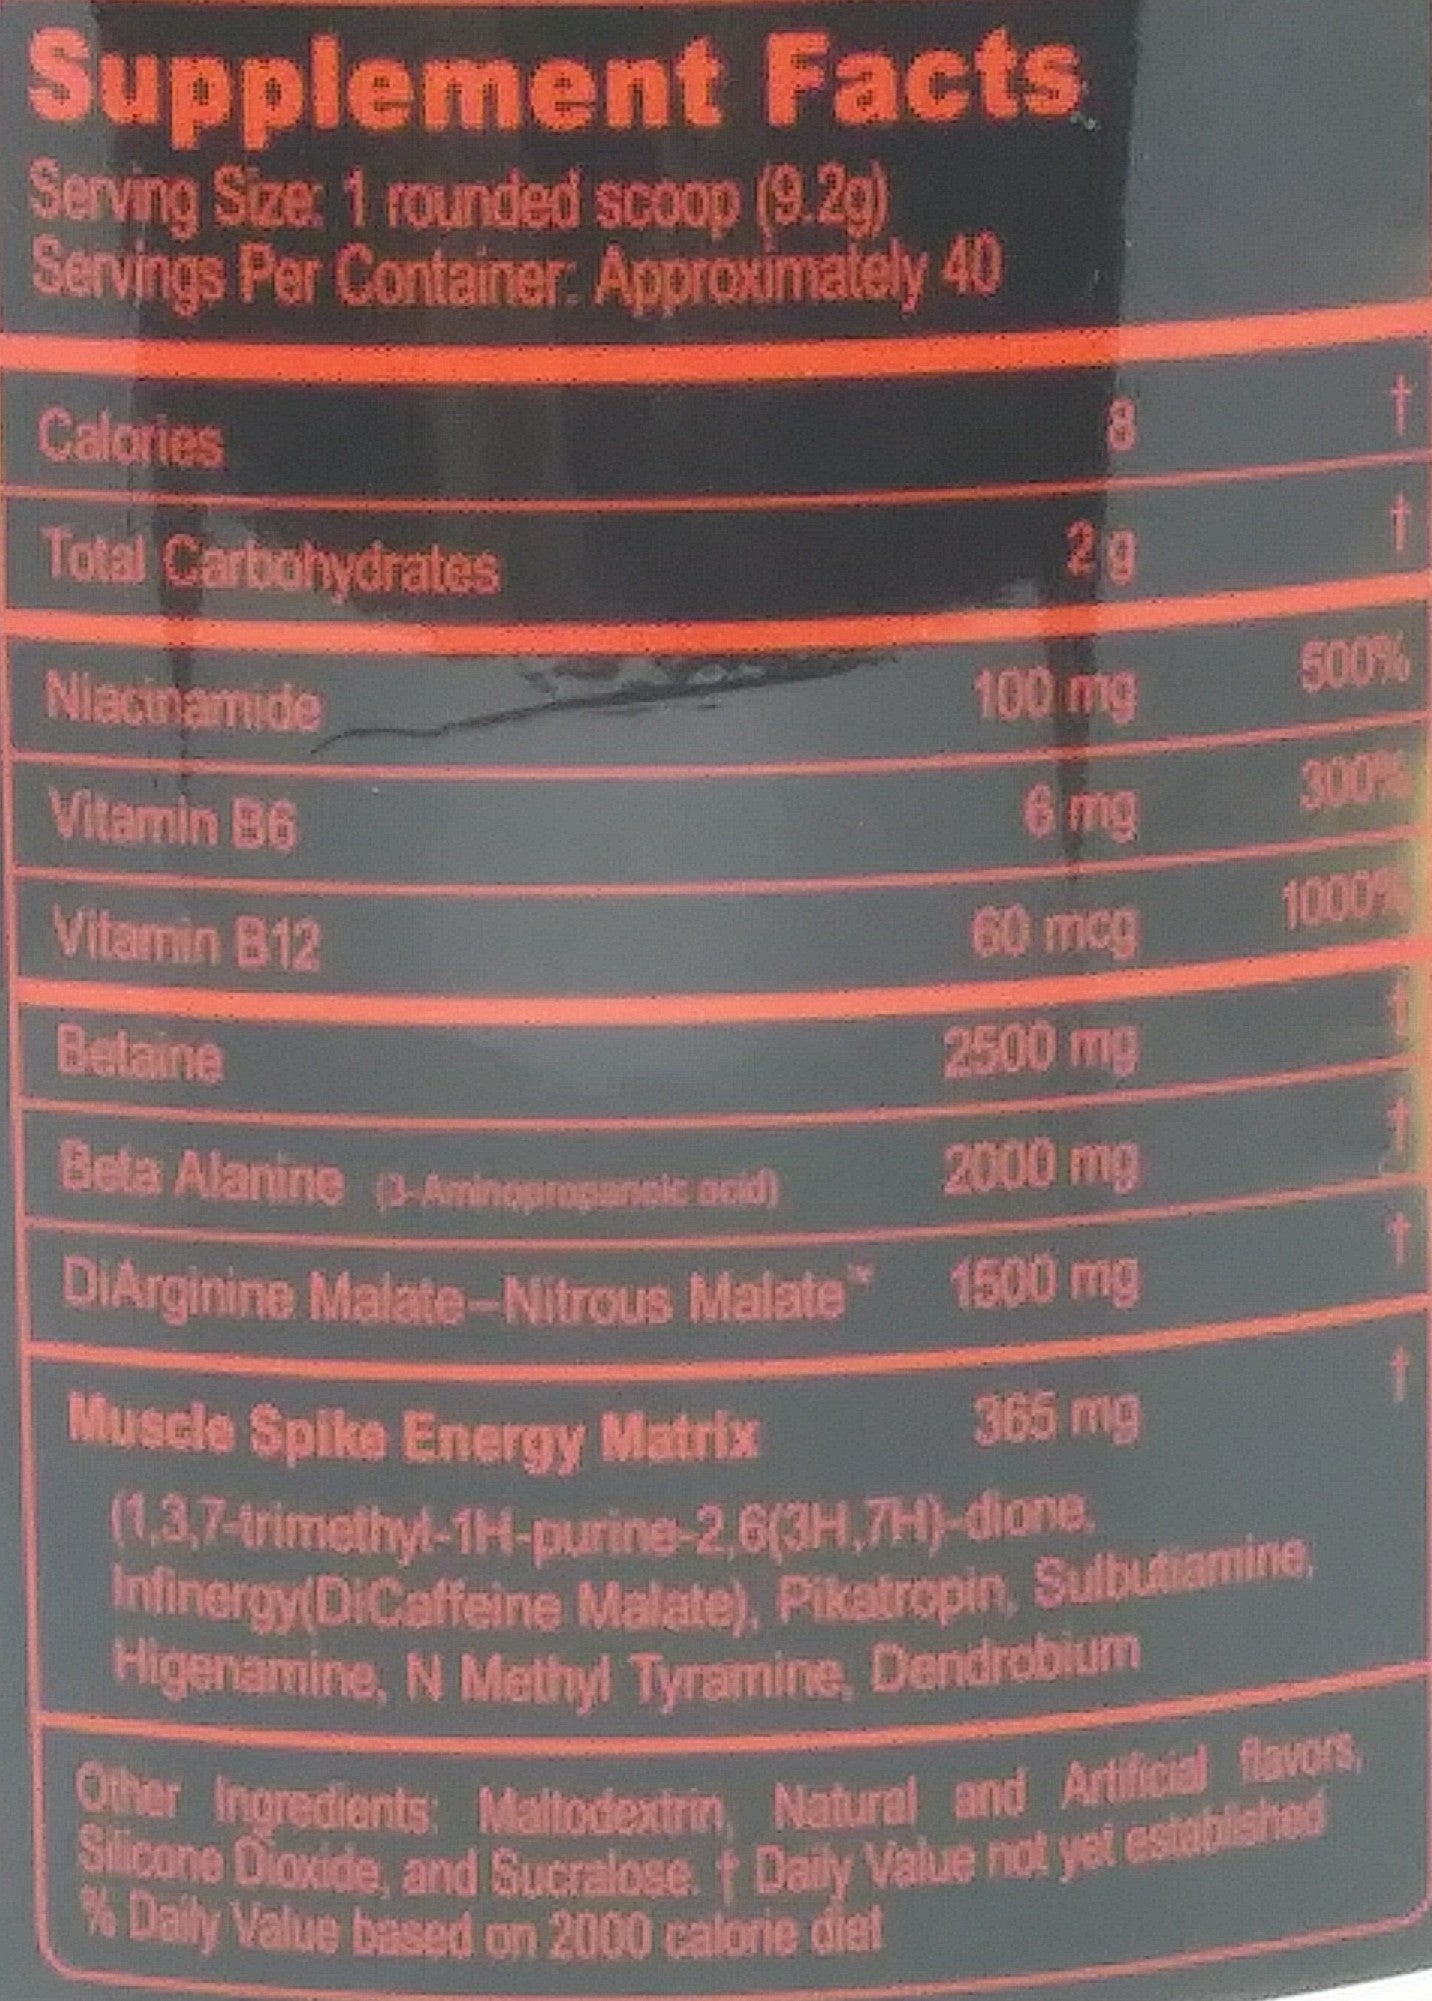 Supplement Facts
Serving Size: 1 rounded scoop (9.2g)
Servings Per Container: Approximately 40
Calories 8 †
Total Carbohydrates 2 g †
Niacinamide 100 mg 500%
Vitamin B6 6 mg 300%
Vitamin B12 60 mcg 1000%
Betaine 2500 mg †
Beta Alanine (3-Aminopropanoic acid) 2000 mg †
DiArginine Malate–Nitrous Malate™ 1500 mg †
Muscle Spike Energy Matrix 365 mg †
(1,3,7-trimethyl-1H-purine-2,6(3H,7H)-dione,
Infinergy(DiCaffeine Malate), Pikatropin, Sulbutiamine,
Higenamine, N Methyl Tyramine, Dendrobium
Other Ingredients: Maltodextrin, Natural and Artificial flavors,
Silicone Dioxide, and Sucralose. † Daily Value not yet established
% Daily Value based on 2000 calorie diet